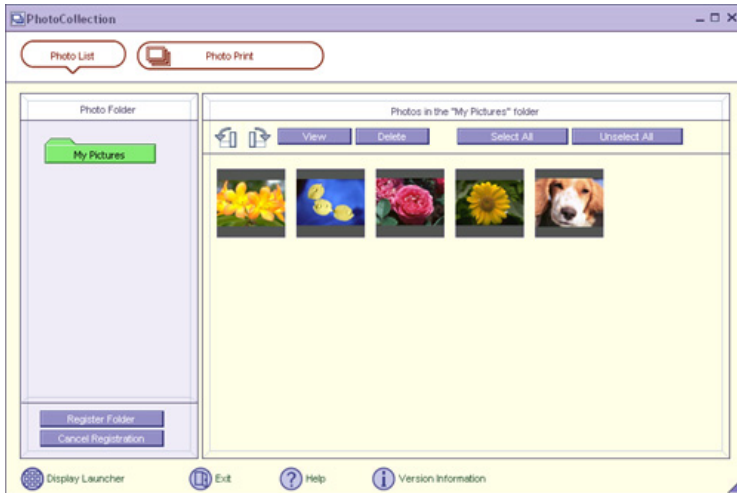 PhotoCollection
Photo List
Photo Print
Photo Folder
My Pictures
Register Folder
Cancel Registration
Photos in the "My Pictures" folder
View
Delete
Select All
Unselect All
Display Launcher
Exit
Help
Version Information